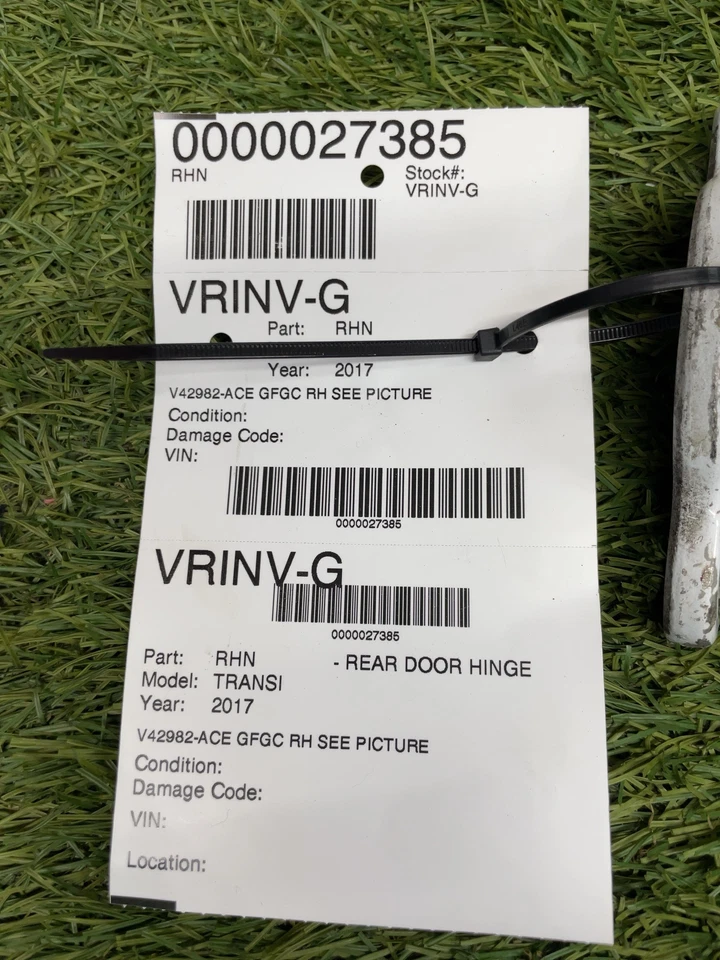 0000027385
RHN
Stock#:
VRINV-G
VRINV-G
Part: RHN
Year: 2017
V42982-ACE GFGC RH SEE PICTURE
Condition:
Damage Code:
VIN:
0000027385
VRINV-G
0000027385
Part: RHN - REAR DOOR HINGE
Model: TRANSI
Year: 2017
V42982-ACE GFGC RH SEE PICTURE
Condition:
Damage Code:
VIN:
Location: